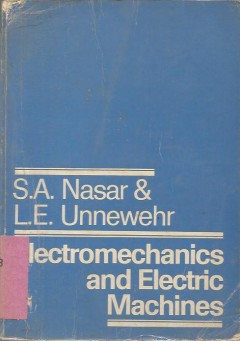 S.A. Nasar &
L.E. Unnewehr
lectromechanics
and Electric
Machines